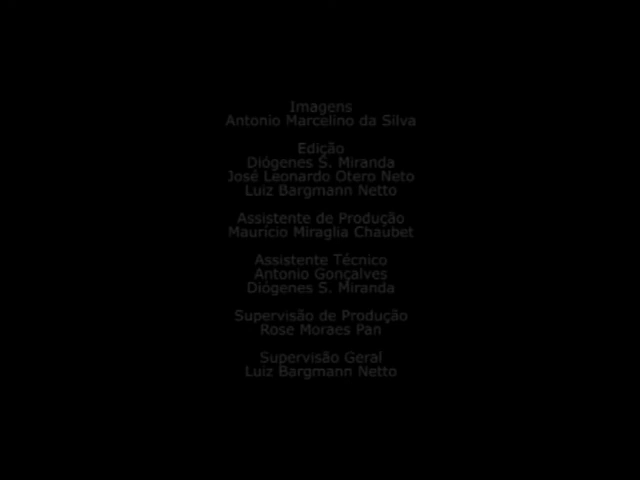 Imagens
Antonio Marcelino da Silva
Edição
Diógenes S. Miranda
José Leonardo Otero Neto
Luiz Bargmann Netto
Assistente de Produção
Maurício Miraglia Chaubet
Assistente Técnico
Antonio Gonçalves
Diógenes S. Miranda
Supervisão de Produção
Rose Moraes Pan
Supervisão Geral
Luiz Bargmann Netto